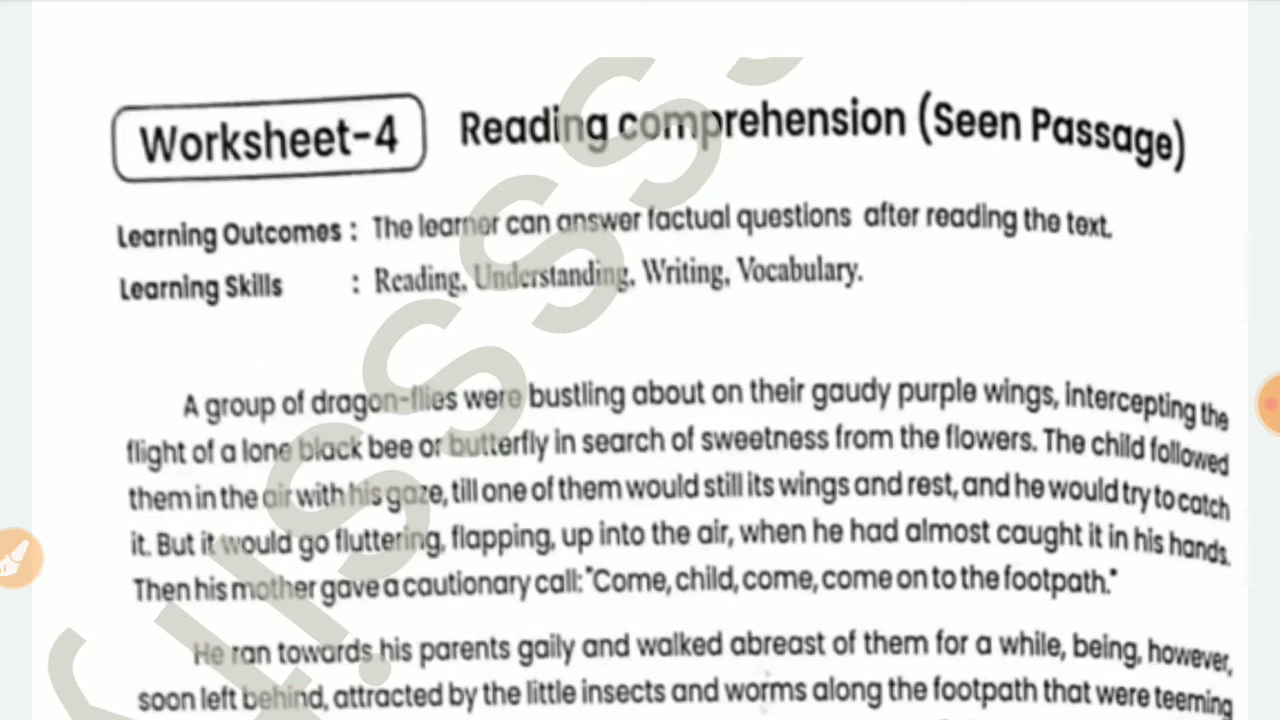 Worksheet-4 Reading comprehension (Seen Passage)
Learning Outcomes : The learner can answer factual questions after reading the text.
Learning Skills : Reading, Understanding, Writing, Vocabulary.
A group of dragon-flies were bustling about on their gaudy purple wings, intercepting the
flight of a lone black bee or butterfly in search of sweetness from the flowers. The child followed
them in the air with his gaze, till one of them would still its wings and rest, and he would try to catch
it. But it would go fluttering, flapping, up into the air, when he had almost caught it in his hands.
Then his mother gave a cautionary call: "Come, child, come, come on to the footpath."
He ran towards his parents gaily and walked abreast of them for a while, being, however,
soon left behind, attracted by the little insects and worms along the footpath that were teeming